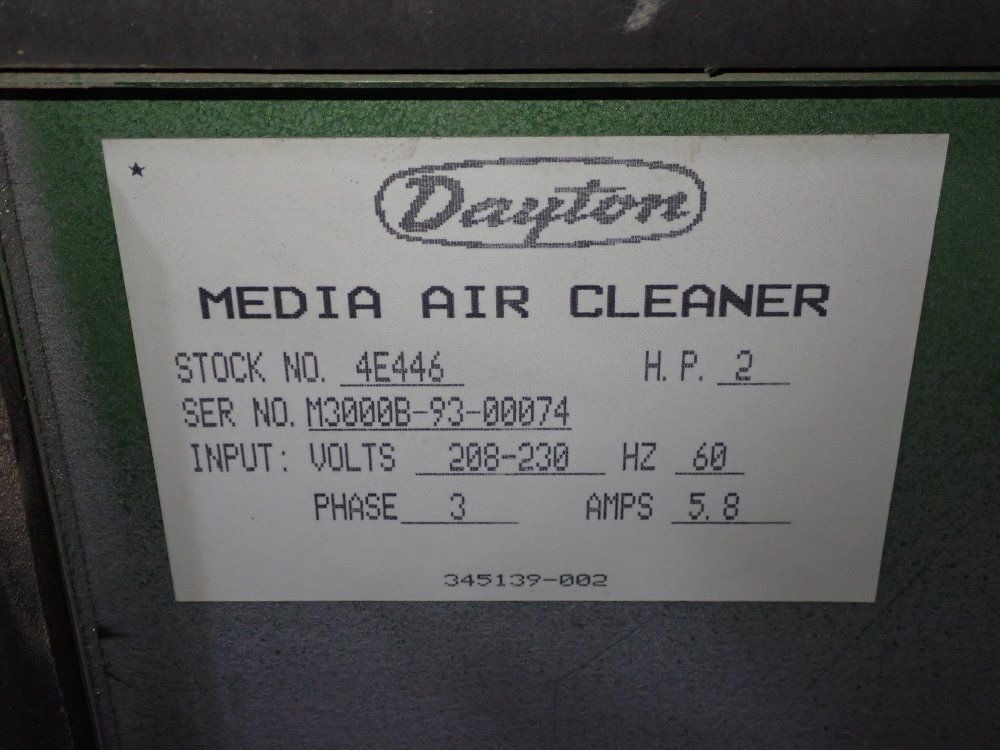 Dayton
MEDIA AIR CLEANER
STOCK NO. 4E446 H.P. 2
SER NO. M3000B-93-00074
INPUT: VOLTS 208-230 HZ 60
PHASE 3 AMPS 5.8
345139-002